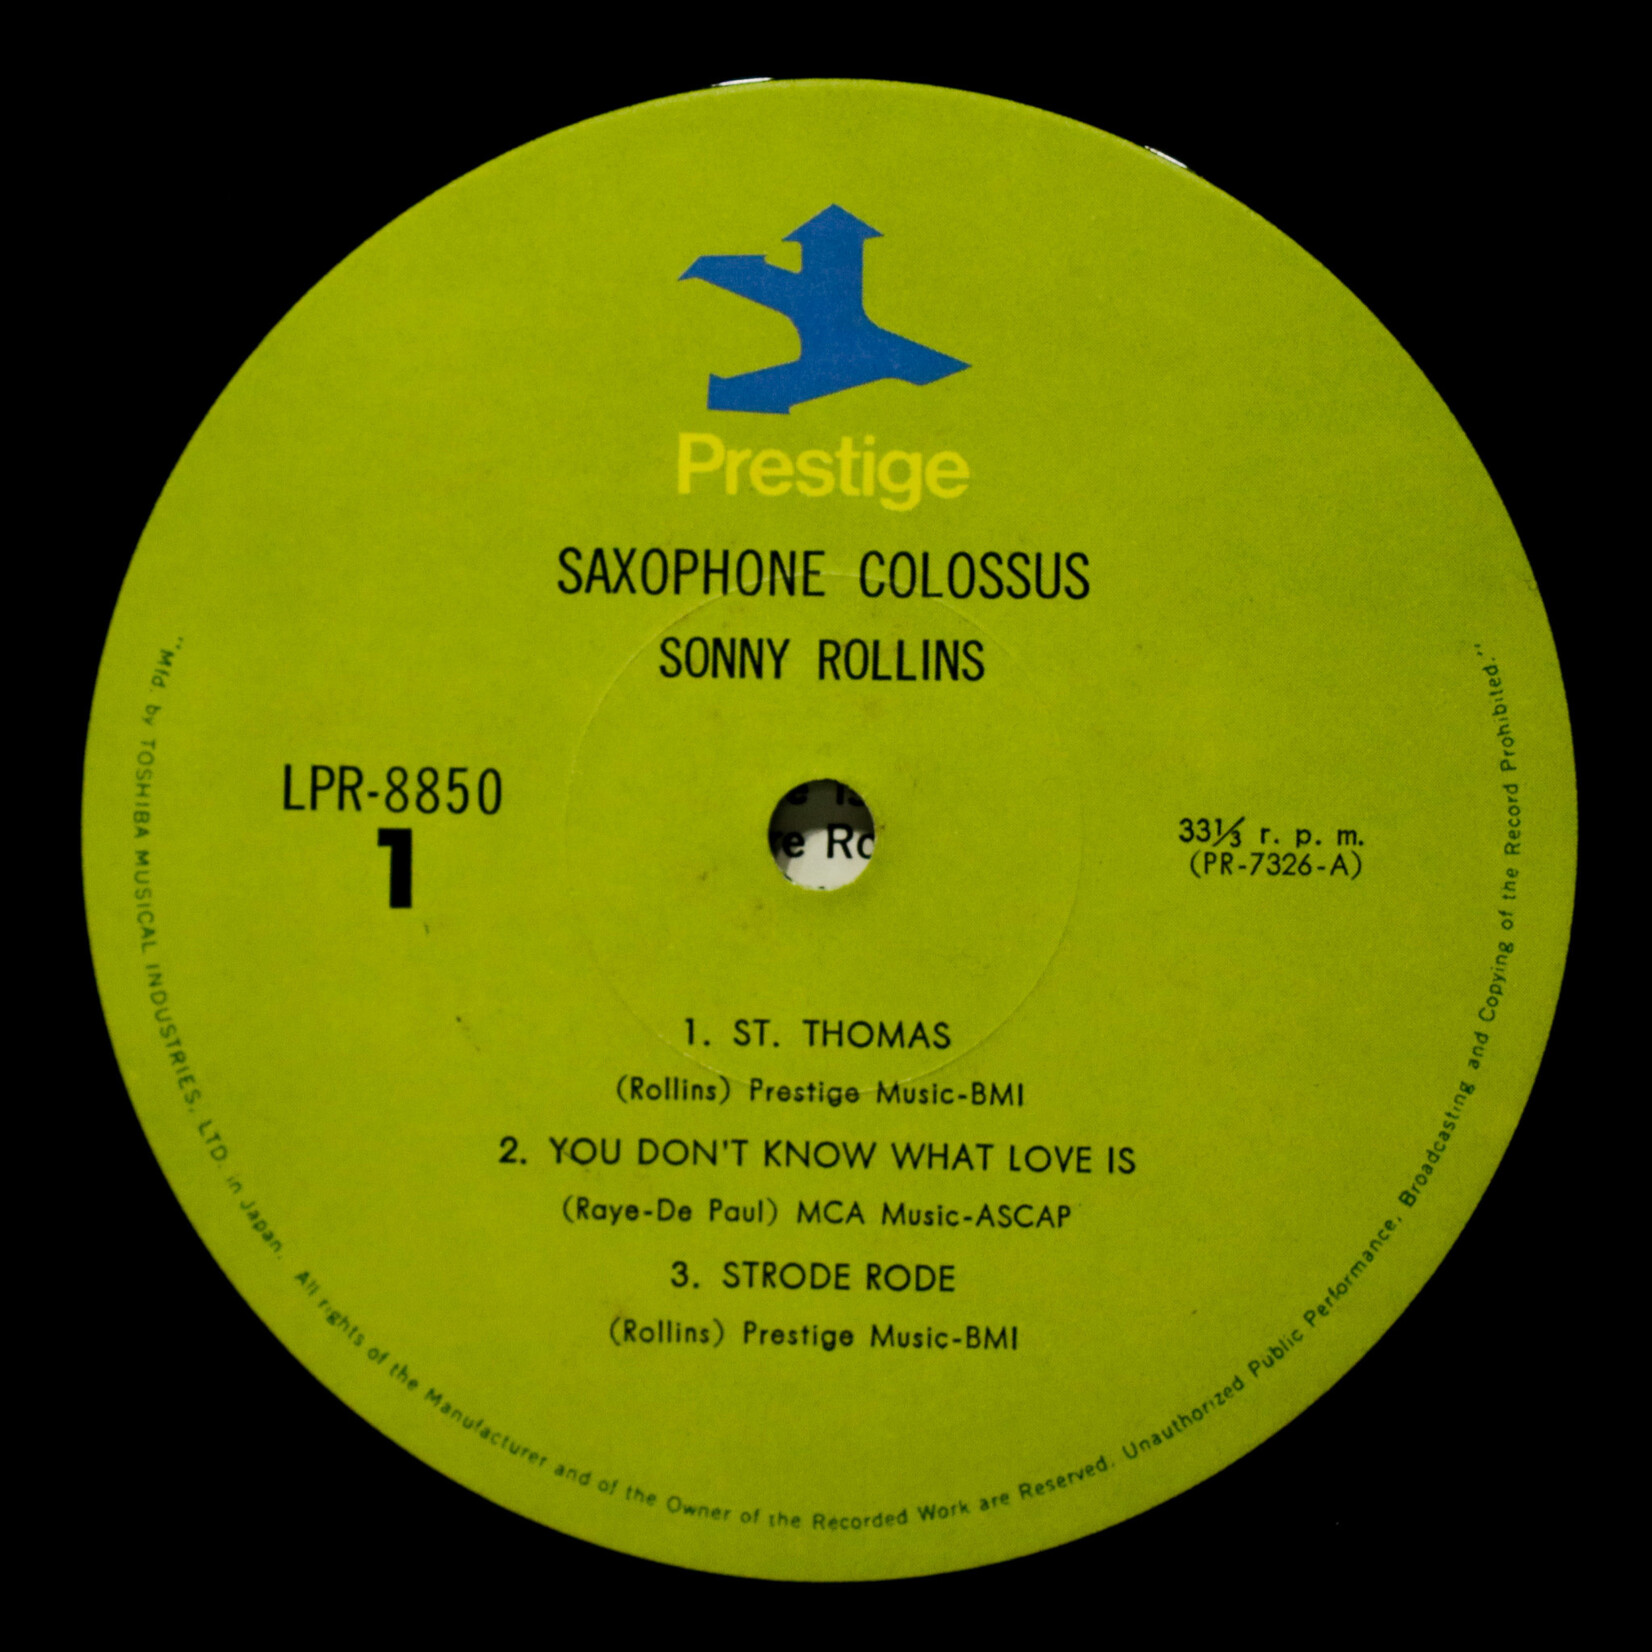 Prestige
SAXOPHONE COLOSSUS
SONNY ROLLINS
LPR-8850
1
33⅓ r. p. m.
(PR-7326-A)
e Ro
1. ST. THOMAS
(Rollins) Prestige Music-BMI
2. YOU DON'T KNOW WHAT LOVE IS
(Raye-De Paul) MCA Music-ASCAP
3. STRODE RODE
(Rollins) Prestige Music-BMI
"Mfd. by TOSHIBA MUSICAL INDUSTRIES, LTD. in Japan. All rights of the Manufacturer and of the Owner of the Recorded Work are Reserved. Unauthorized Public Performance, Broadcasting and Copying of the Record Prohibited."